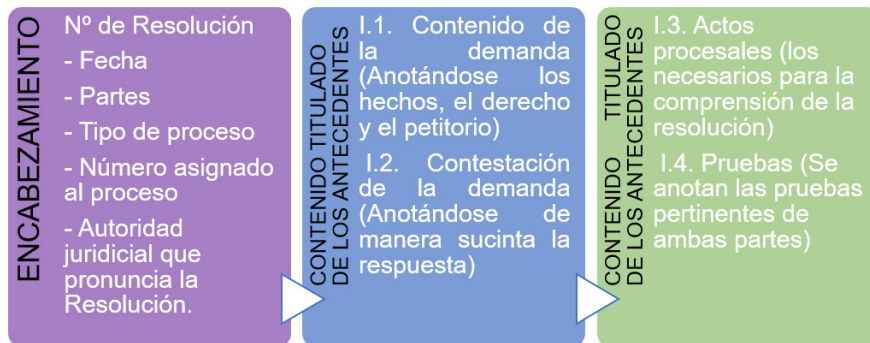 ENCABEZAMIENTO
Nº de Resolución
- Fecha
- Partes
- Tipo de proceso
- Número asignado
al proceso
- Autoridad
juridicial que
pronuncia la
Resolución.
CONTENIDO TITULADO
DE LOS ANTECEDENTES
I.1. Contenido de
la demanda
(Anotándose los
hechos, el derecho
y el petitorio)
I.2. Contestación
de la demanda
(Anotándose de
manera sucinta la
respuesta)
CONTENIDO TITULADO
DE LOS ANTECEDENTES
I.3. Actos
procesales (los
necesarios para la
comprensión de la
resolución)
I.4. Pruebas (Se
anotan las pruebas
pertinentes de
ambas partes)